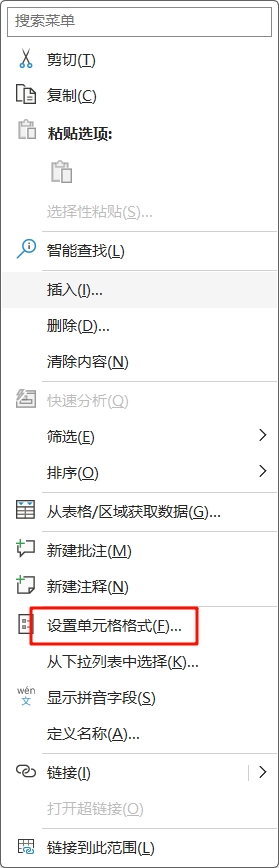 搜索菜单
剪切(T)
复制(C)
粘贴选项:
选择性粘贴(S)...
智能查找(L)
插入(I)...
删除(D)...
清除内容(N)
快速分析(Q)
筛选(E)
排序(O)
从表格/区域获取数据(G)...
新建批注(M)
新建注释(N)
设置单元格格式(F)...
从下拉列表中选择(K)...
wén
文
显示拼音字段(S)
定义名称(A)...
链接(I)
打开超链接(O)
链接到此范围(L)